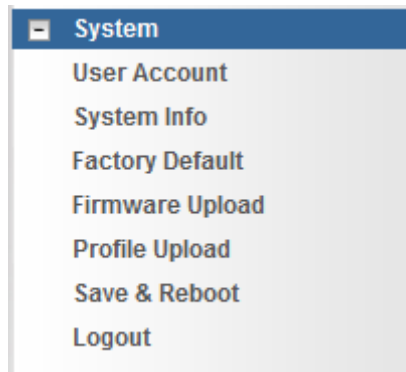 System
User Account
System Info
Factory Default
Firmware Upload
Profile Upload
Save & Reboot
Logout